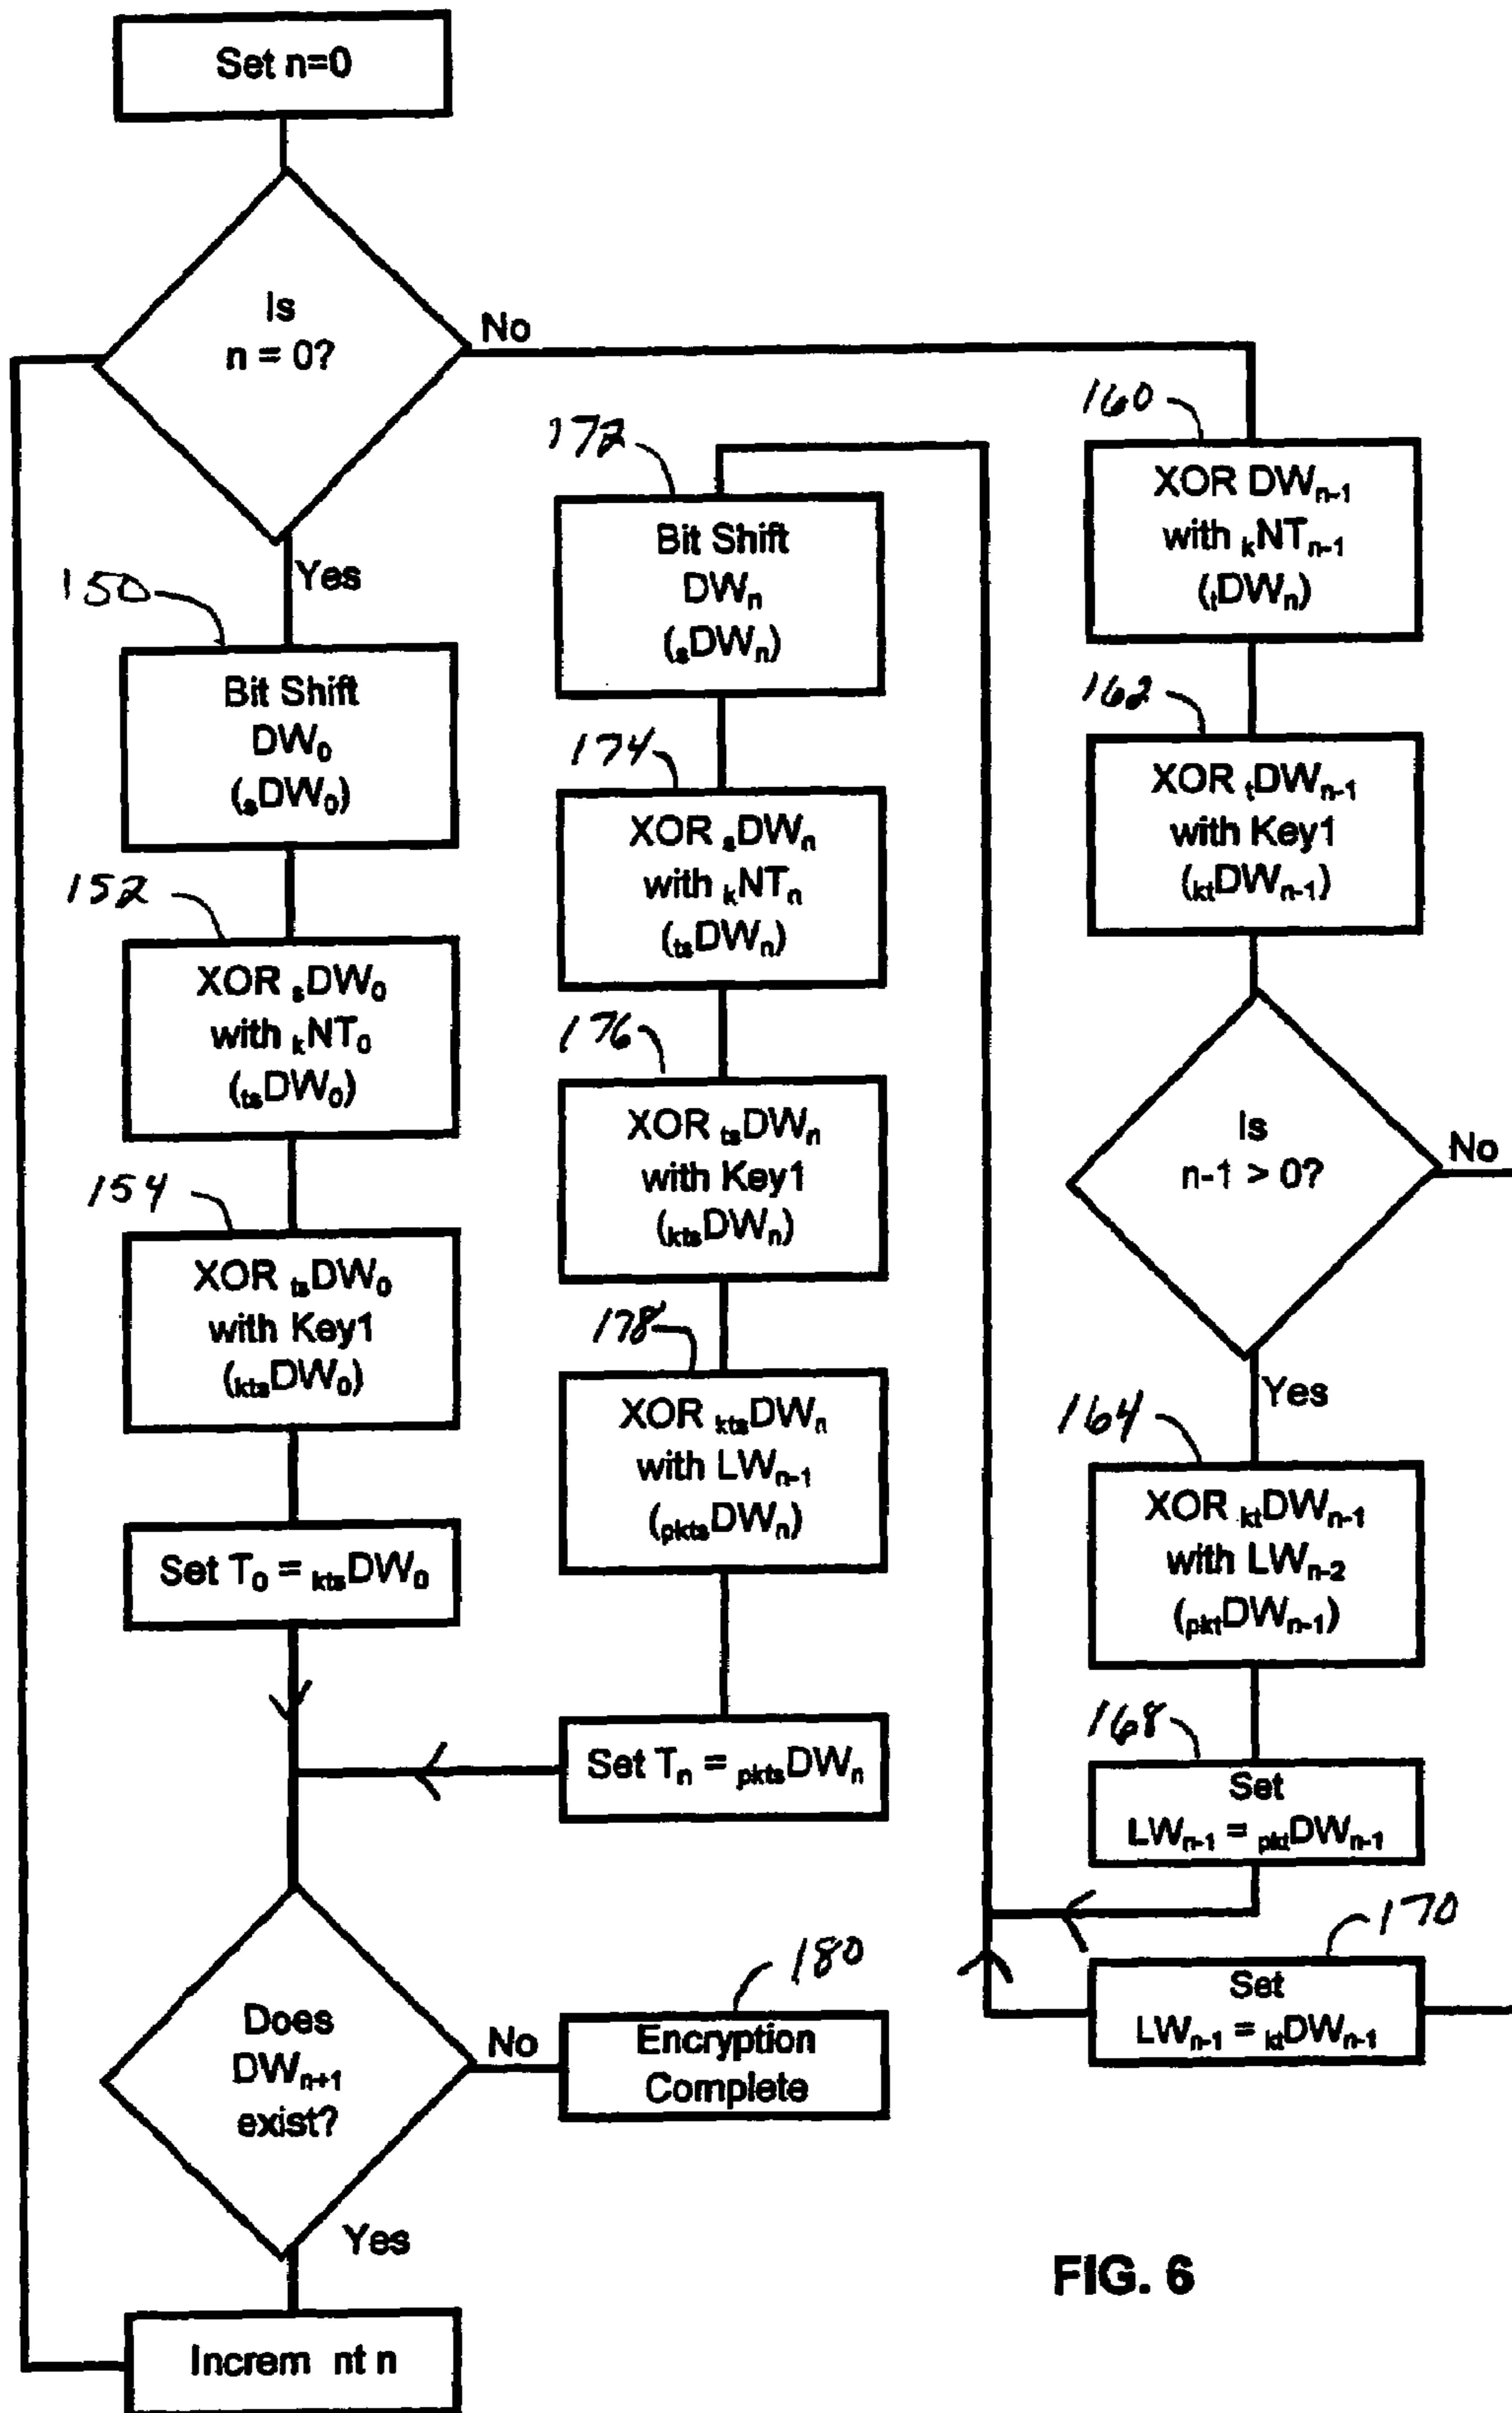 Set n=0
Is
n = 0?
No
Yes
150
Bit Shift
DW₀
(ₛDW₀)
152
XOR ₛDW₀
with ₖNT₀
(ₜₛDW₀)
154
XOR ₜₛDW₀
with Key1
(ₖₜₛDW₀)
Set T₀ = ₖₜₛDW₀
172
Bit Shift
DWₙ
(ₛDWₙ)
174
XOR ₛDWₙ
with ₖNTₙ
(ₜₛDWₙ)
176
XOR ₜₛDWₙ
with Key1
(ₖₜₛDWₙ)
178
XOR ₖₜₛDWₙ
with LWₙ₋₁
(ₚₖₜₛDWₙ)
Set Tₙ = ₚₖₜₛDWₙ
160
XOR DWₙ₋₁
with ₖNTₙ₋₁
(ₜDWₙ)
162
XOR ₜDWₙ₋₁
with Key1
(ₖₜDWₙ₋₁)
Is
n-1 > 0?
No
Yes
164
XOR ₖₜDWₙ₋₁
with LWₙ₋₂
(ₚₖₜDWₙ₋₁)
168
Set
LWₙ₋₁ = ₚₖₜDWₙ₋₁
170
Set
LWₙ₋₁ = ₖₜDWₙ₋₁
Does
DWₙ₊₁
exist?
No
180
Encryption
Complete
Yes
Increm nt n
FIG. 6